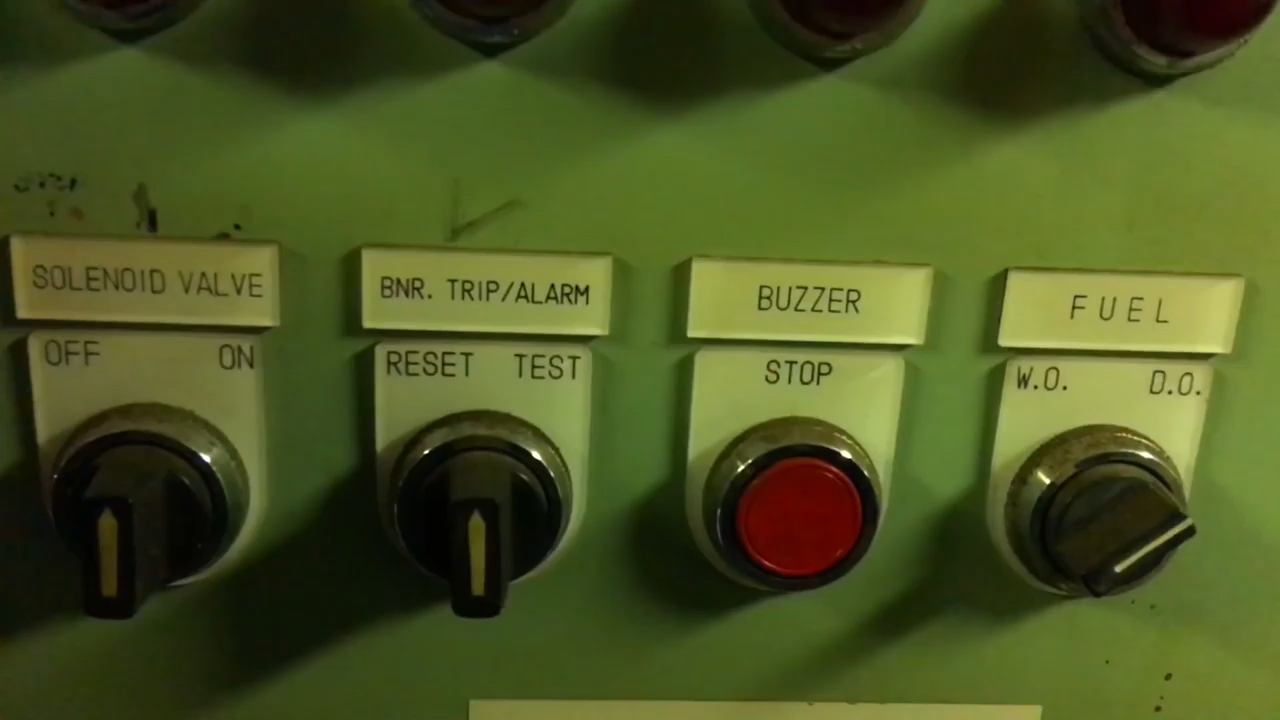 SOLENOID VALVE
BNR. TRIP/ALARM
BUZZER
FUEL
OFF ON
RESET TEST
STOP
W.O. D.O.